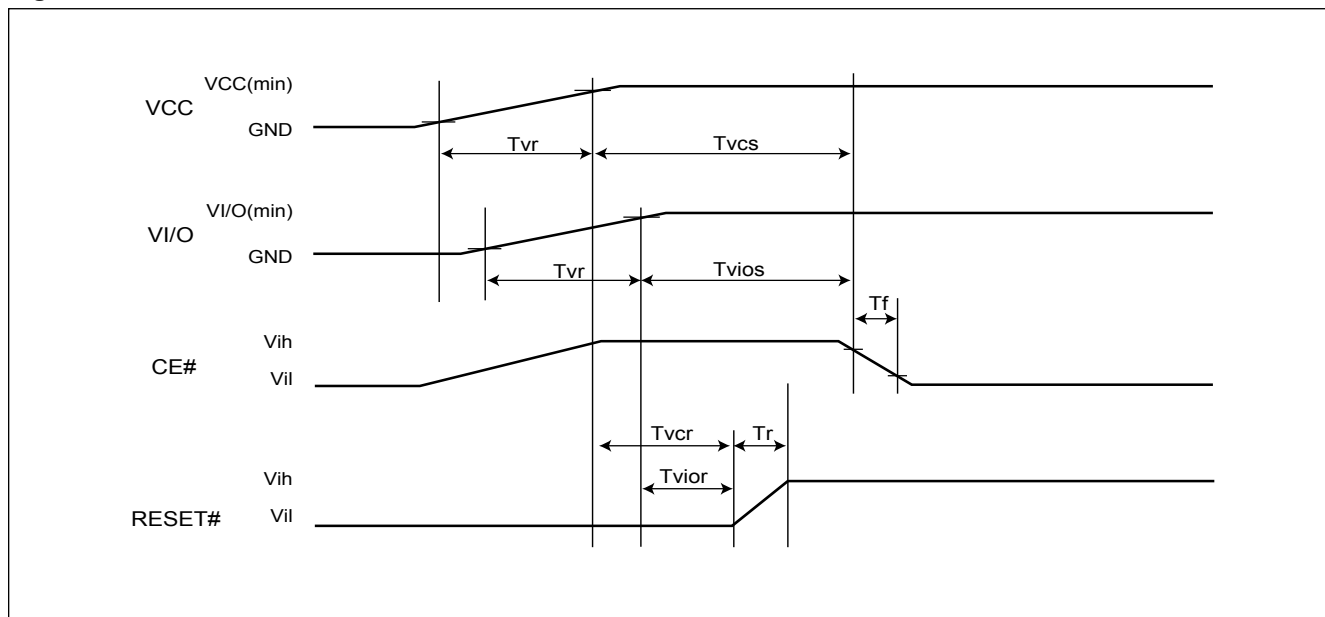 VCC(min)
VCC
GND
Tvr
Tvcs
VI/O(min)
VI/O
GND
Tvr
Tvios
Tf
Vih
CE#
Vil
Tvcr
Tr
Vih
Tvior
RESET#
Vil